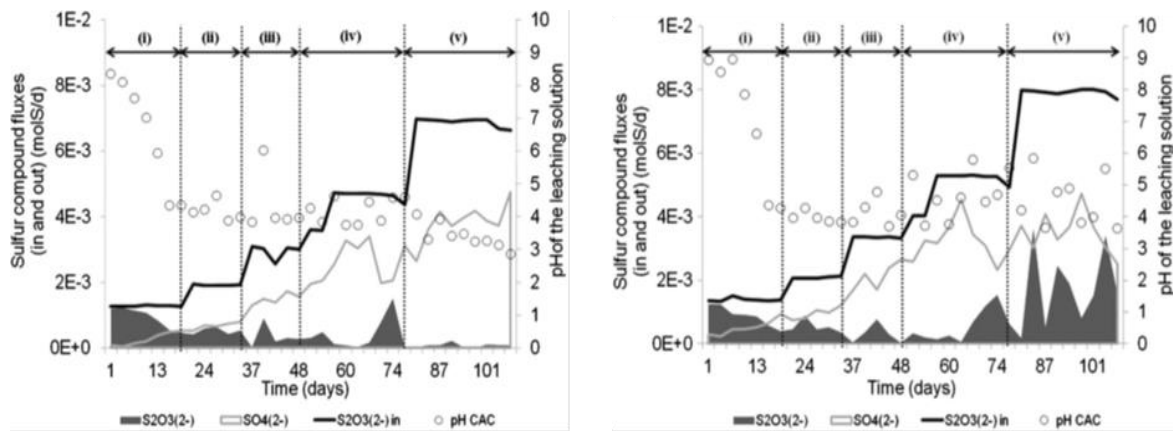 Sulfur compound fluxes
(in and out) (molS/d)
1E-2
8E-3
6E-3
4E-3
2E-3
0E+0
(i) (ii) (iii) (iv) (v)
10
9
8
7
6
5
4
3
2
1
0
pHof the leaching solution
1 13 24 37 48 62 74 87 101
Time (days)
S2O3(2-) SO4(2-) S2O3(2-) in pH CAC
Sulfur compound fluxes
(in and out) (molS/d)
1E-2
8E-3
6E-3
4E-3
2E-3
0E+0
(i) (ii) (iii) (iv) (v)
10
9
8
7
6
5
4
3
2
1
0
pH of the leaching solution
1 13 24 37 48 62 74 87 101
Time (days)
S2O3(2-) SO4(2-) S2O3(2-) in pH CAC